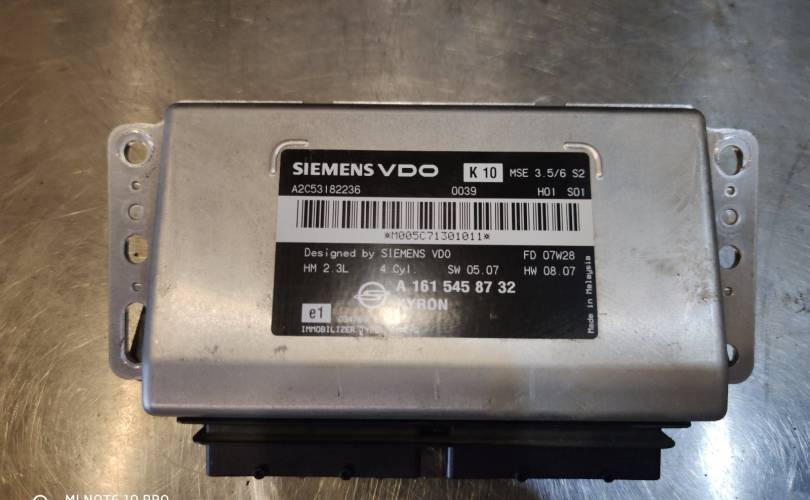 SIEMENS VDO K 10 MSE 3.5/6 S2
A2C53182236 0039 H01 S01
*M005C71301011*
Designed by SIEMENS VDO FD 07W28
HM 2.3L 4 Cyl. SW 05.07 HW 08.07
A 161 545 87 32
KYRON
e1
IMMOBILIZER
Made in Malaysia
MI NOTE 10 PRO